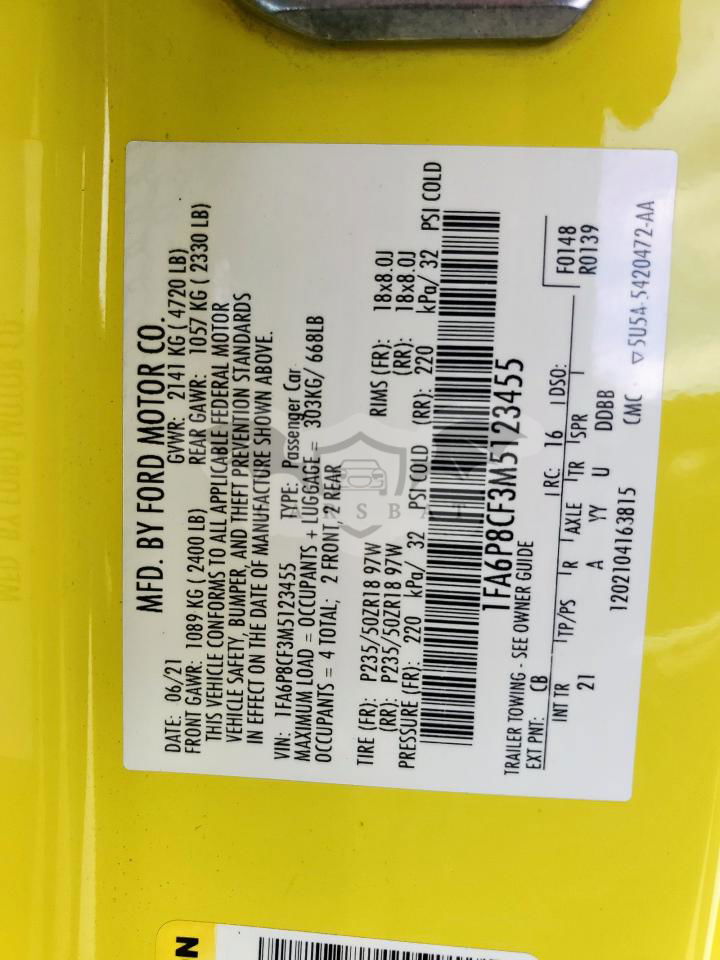 MFD. BY FORD MOTOR CO.
DATE: 06/21 GVWR: 2141 KG ( 4720 LB)
FRONT GAWR: 1089 KG ( 2400 LB) REAR GAWR: 1057 KG ( 2330 LB)
THIS VEHICLE CONFORMS TO ALL APPLICABLE FEDERAL MOTOR
VEHICLE SAFETY, BUMPER, AND THEFT PREVENTION STANDARDS
IN EFFECT ON THE DATE OF MANUFACTURE SHOWN ABOVE.
VIN: 1FA6P8CF3M5123455 TYPE: Passenger Car
MAXIMUM LOAD = OCCUPANTS + LUGGAGE = 303KG/ 668LB
OCCUPANTS = 4 TOTAL; 2 FRONT, 2 REAR
TIRE (FR): P235/50ZR18 97W RIMS (FR): 18x8.0J
(RR): P235/50ZR18 97W (RR): 18x8.0J
PRESSURE (FR): 220 kPa/ 32 PSI COLD (RR): 220 kPa/ 32 PSI COLD
1FA6P8CF3M5123455
TRAILER TOWING - SEE OWNER GUIDE
EXT PNT: CB RC: 16 DSO: F0148
INT TR TP/PS R AXLE TR SPR R0139
21 A YY U DDBB
1202104163815 CMC ▽5U5A-5420472-AA
ON